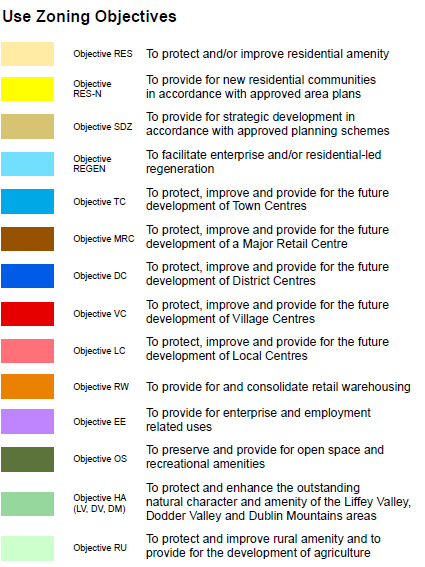 Use Zoning Objectives
Objective RES To protect and/or improve residential amenity
Objective
RES-N
To provide for new residential communities
in accordance with approved area plans
Objective SDZ
To provide for strategic development in
accordance with approved planning schemes
Objective
REGEN
To facilitate enterprise and/or residential-led
regeneration
Objective TC
To protect, improve and provide for the future
development of Town Centres
Objective MRC
To protect, improve and provide for the future
development of a Major Retail Centre
Objective DC
To protect, improve and provide for the future
development of District Centres
Objective VC
To protect, improve and provide for the future
development of Village Centres
Objective LC
To protect, improve and provide for the future
development of Local Centres
Objective RW To provide for and consolidate retail warehousing
Objective EE
To provide for enterprise and employment
related uses
Objective OS
To preserve and provide for open space and
recreational amenities
Objective HA
(LV, DV, DM)
To protect and enhance the outstanding
natural character and amenity of the Liffey Valley,
Dodder Valley and Dublin Mountains areas
Objective RU
To protect and improve rural amenity and to
provide for the development of agriculture